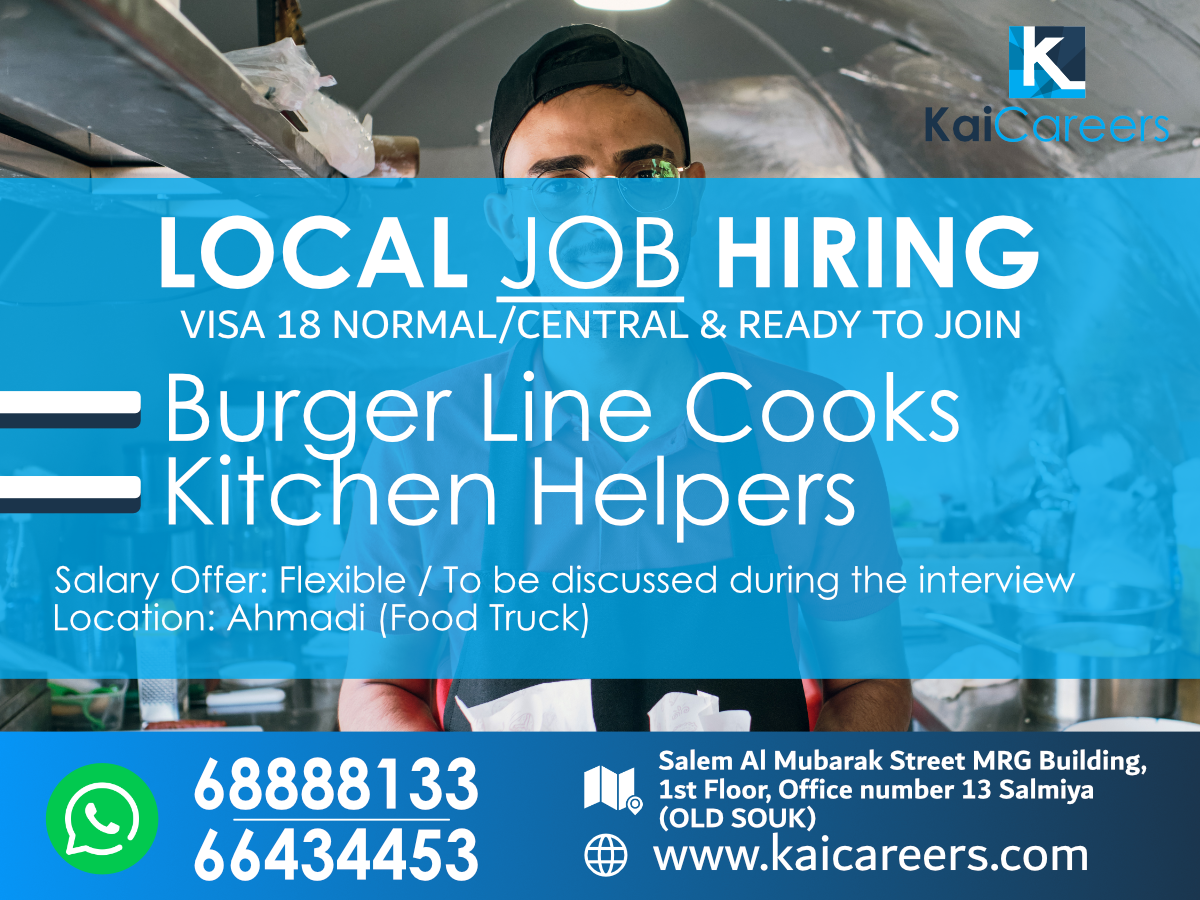 K
KaiCareers
LOCAL JOB HIRING
VISA 18 NORMAL/CENTRAL & READY TO JOIN
Burger Line Cooks
Kitchen Helpers
Salary Offer: Flexible / To be discussed during the interview
Location: Ahmadi (Food Truck)
68888133
66434453
Salem Al Mubarak Street MRG Building,
1st Floor, Office number 13 Salmiya
(OLD SOUK)
www.kaicareers.com